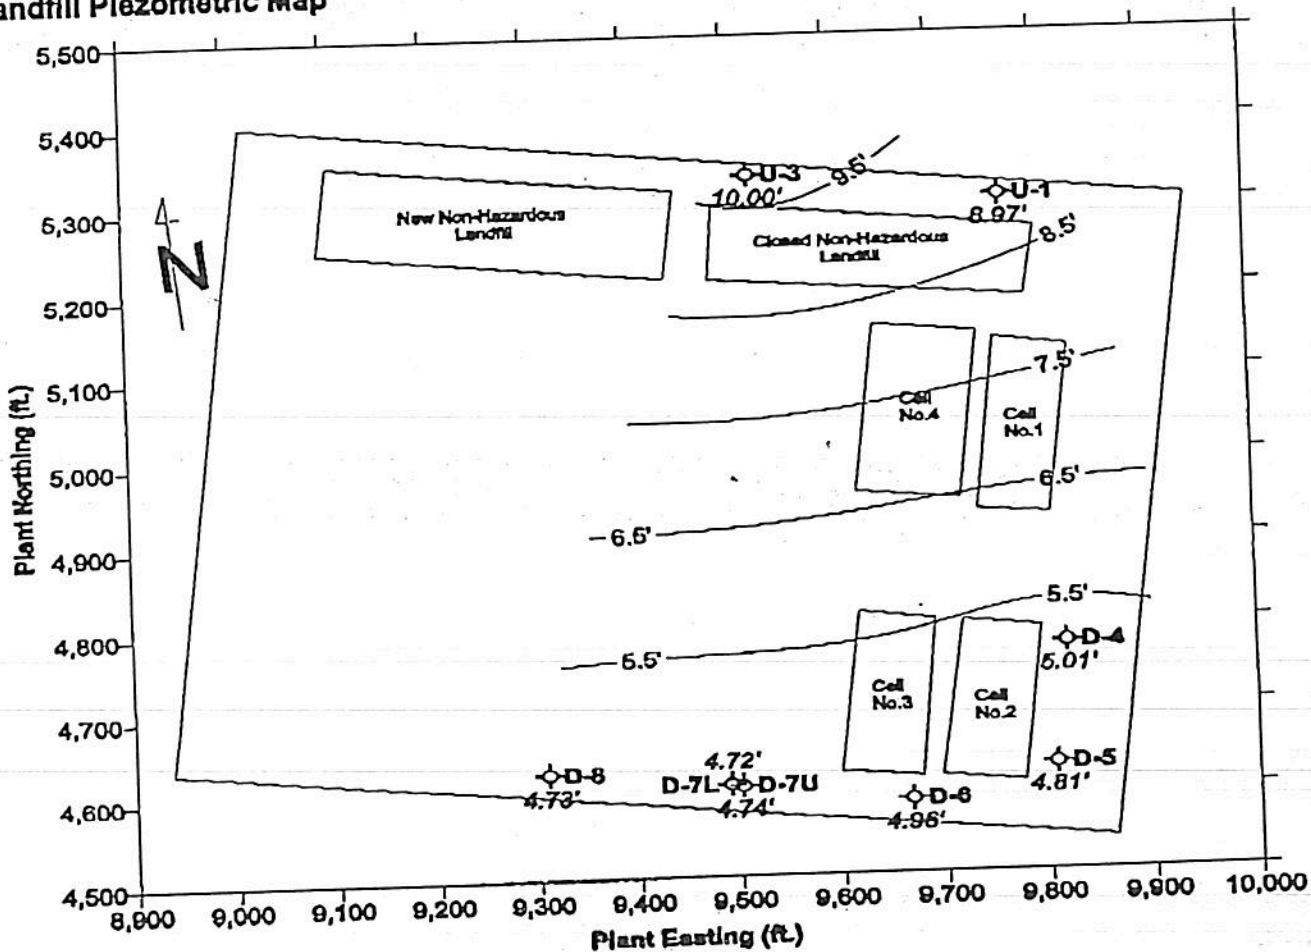 Landfill Piezometric Map
5,500
5,400
5,300
5,200
5,100
5,000
4,900
4,800
4,700
4,600
4,500
Plant Northing (ft.)
N
New Non-Hazardous
Landfill
U-3
10.00'
9.5'
U-1
8.97'
Closed Non-Hazardous
Landfill
8.5'
7.5'
Cell
No.4
Cell
No.1
6.5'
6.5'
5.5'
5.5'
D-4
5.01'
Cell
No.3
Cell
No.2
D-5
4.81'
D-8
4.73'
4.72'
D-7L
D-7U
4.74'
D-6
4.96'
8,900
9,000
9,100
9,200
9,300
9,400
9,500
9,600
9,700
9,800
9,900
10,000
Plant Easting (ft.)